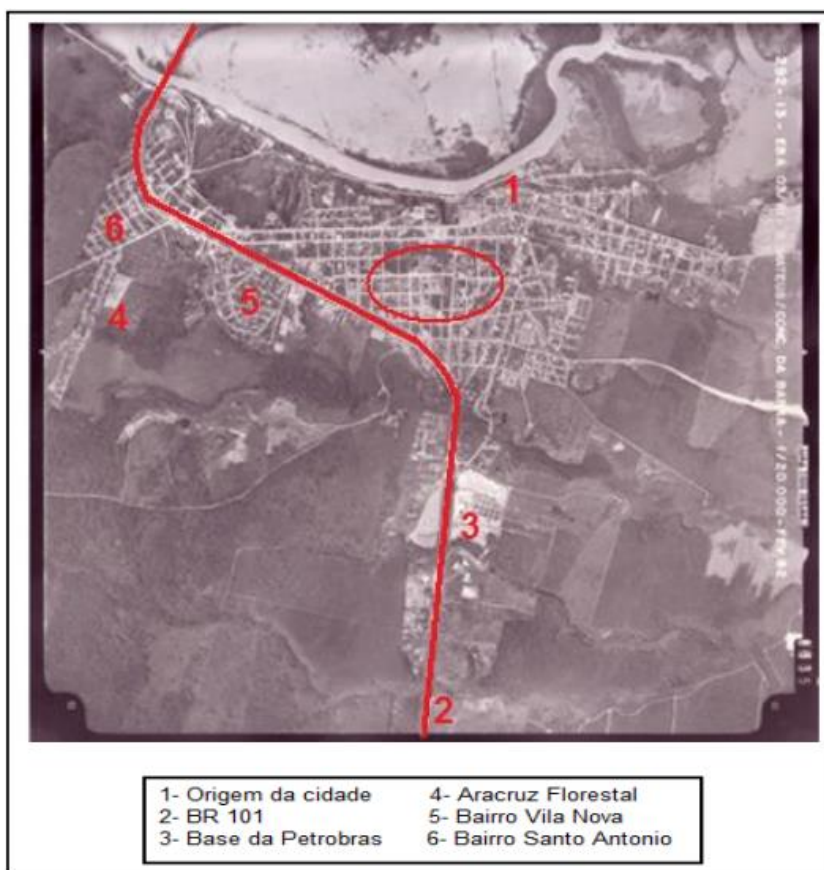 1
6
5
4
3
2
1- Origem da cidade
2- BR 101
3- Base da Petrobras
4- Aracruz Florestal
5- Bairro Vila Nova
6- Bairro Santo Antonio